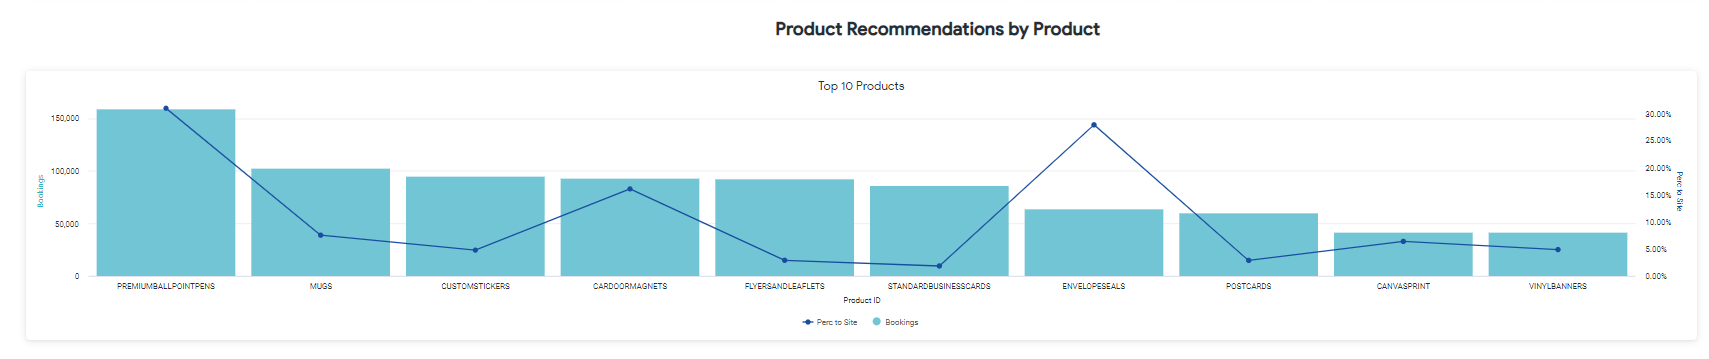 Product Recommendations by Product
Top 10 Products
Bookings
150,000
100,000
50,000
0
30.00%
25.00%
20.00%
15.00%
10.00%
5.00%
0.00%
Perc to Site
PREMIUMBALLPOINTPENS MUGS CUSTOMSTICKERS CARDOORMAGNETS FLYERSANDLEAFLETS STANDARDBUSINESSCARDS ENVELOPESEALS POSTCARDS CANVASPRINT VINYLBANNERS
Product ID
Perc to Site Bookings